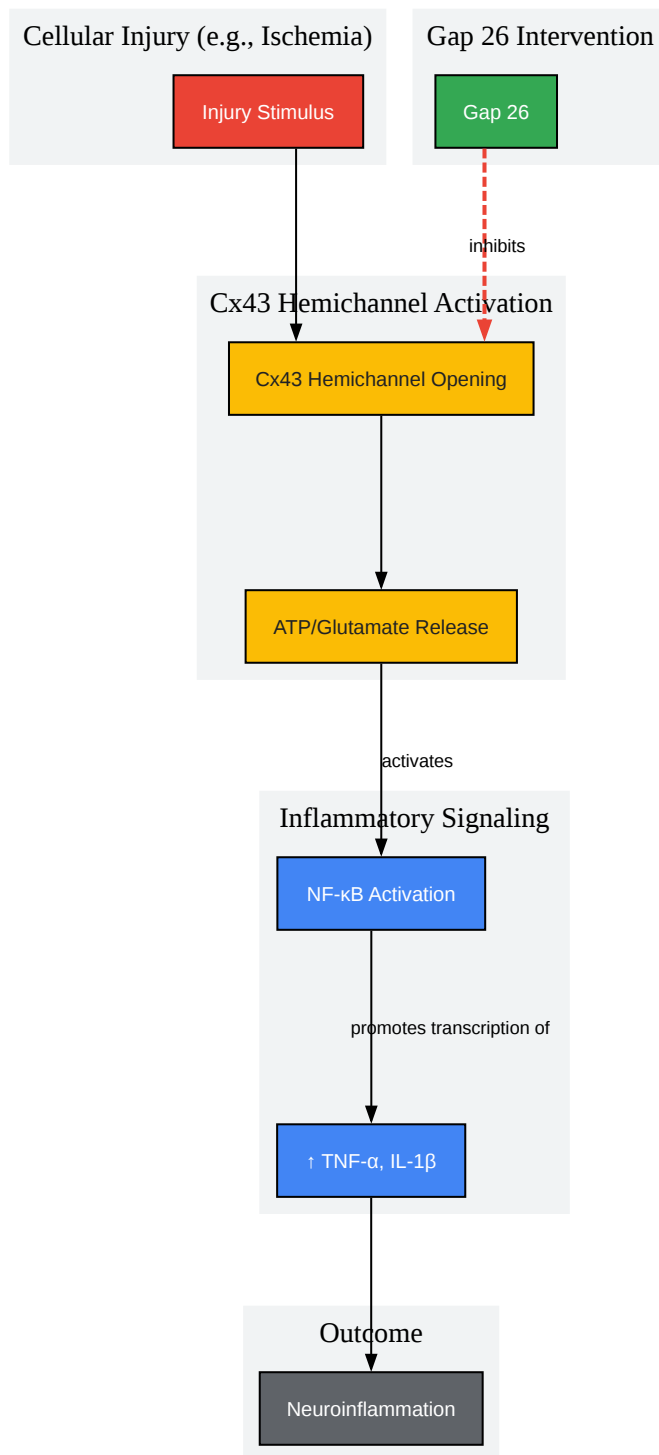 Cellular Injury (e.g., Ischemia)
Gap 26 Intervention
Injury Stimulus
Gap 26
inhibits
Cx43 Hemichannel Activation
Cx43 Hemichannel Opening
ATP/Glutamate Release
activates
Inflammatory Signaling
NF-κB Activation
promotes transcription of
↑ TNF-α, IL-1β
Outcome
Neuroinflammation